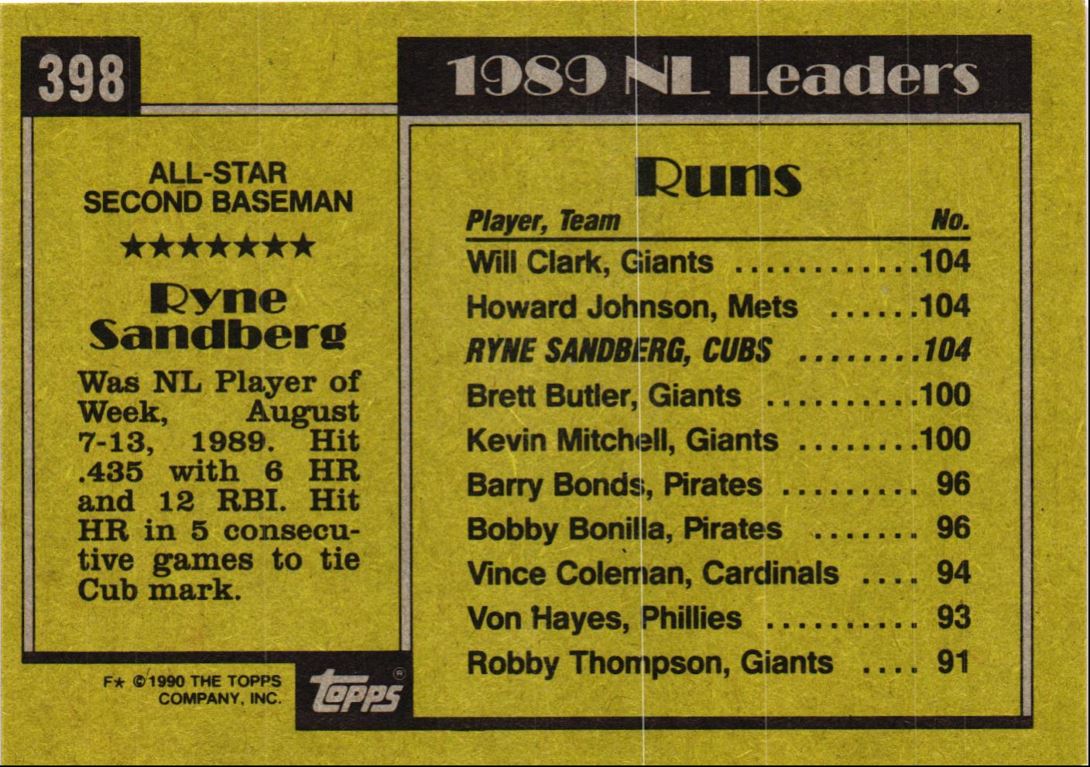 398
ALL-STAR
SECOND BASEMAN
★★★★★★★
Ryne
Sandberg
Was NL Player of
Week, August
7-13, 1989. Hit
.435 with 6 HR
and 12 RBI. Hit
HR in 5 consecu-
tive games to tie
Cub mark.
F★ ©1990 THE TOPPS
COMPANY, INC.
topps®
1989 NL Leaders
Runs
Player, Team No.
Will Clark, Giants ............104
Howard Johnson, Mets ......104
RYNE SANDBERG, CUBS ........104
Brett Butler, Giants ..........100
Kevin Mitchell, Giants ........100
Barry Bonds, Pirates ......... 96
Bobby Bonilla, Pirates ....... 96
Vince Coleman, Cardinals .... 94
Von Hayes, Phillies .......... 93
Robby Thompson, Giants .... 91